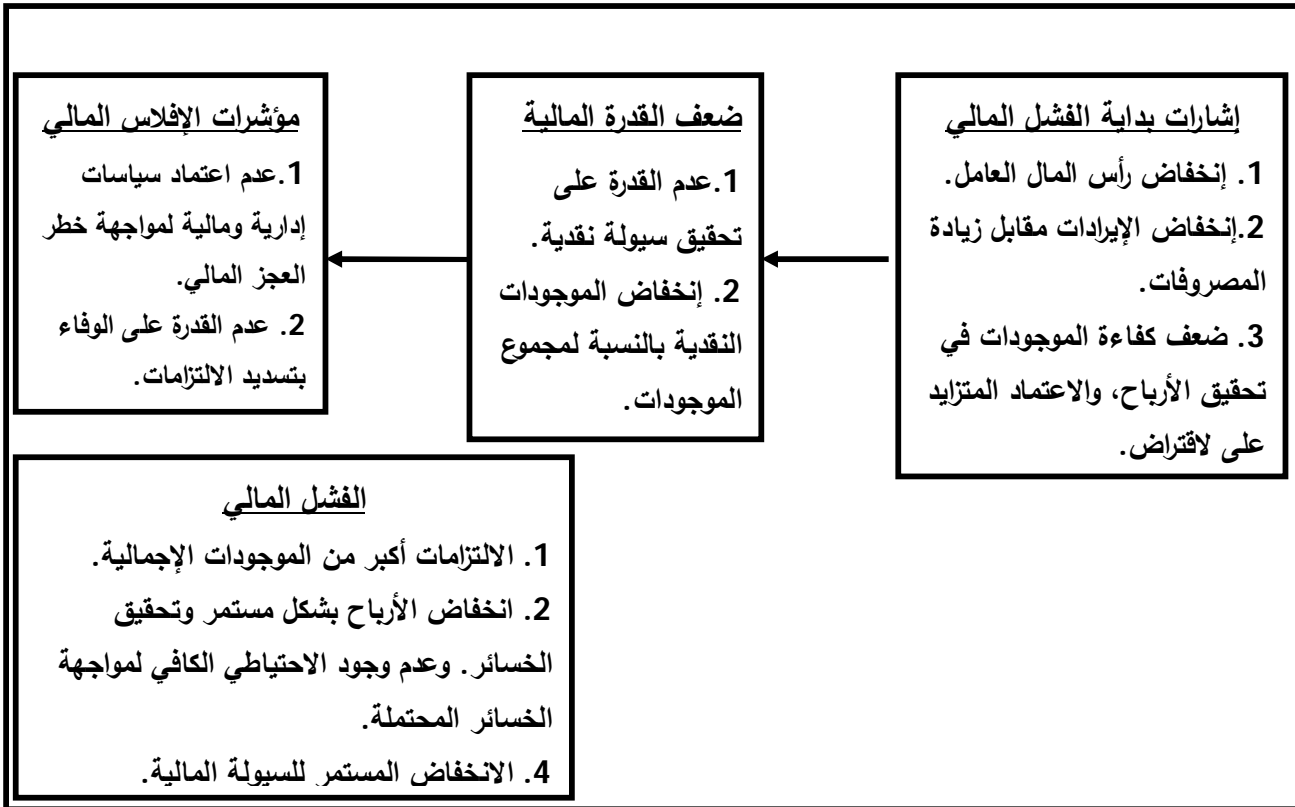 إشارات بداية الفشل المالي
1. إنخفاض رأس المال العامل.
2.إنخفاض الإيرادات مقابل زيادة
المصروفات.
3. ضعف كفاءة الموجودات في
تحقيق الأرباح، والاعتماد المتزايد
على لاقتراض.
ضعف القدرة المالية
1.عدم القدرة على
تحقيق سيولة نقدية.
2. إنخفاض الموجودات
النقدية بالنسبة لمجموع
الموجودات.
مؤشرات الإفلاس المالي
1.عدم اعتماد سياسات
إدارية ومالية لمواجهة خطر
العجز المالي.
2. عدم القدرة على الوفاء
بتسديد الالتزامات.
الفشل المالي
1. الالتزامات أكبر من الموجودات الإجمالية.
2. انخفاض الأرباح بشكل مستمر وتحقيق
الخسائر. وعدم وجود الاحتياطي الكافي لمواجهة
الخسائر المحتملة.
4. الانخفاض المستمر للسيولة المالية.